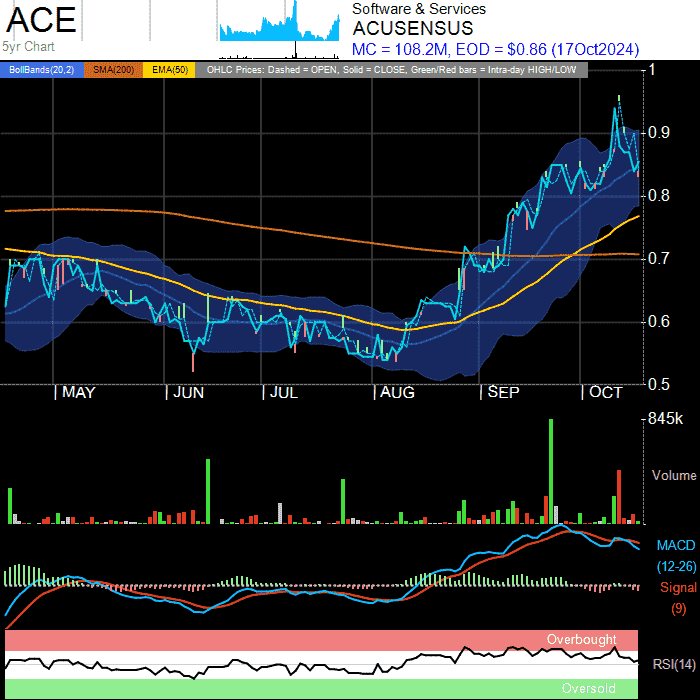 ACE
5yr Chart
Software & Services
ACUSENSUS
MC = 108.2M, EOD = $0.86 (17Oct2024)
BollBands(20,2) SMA(200) EMA(50) OHLC Prices: Dashed = OPEN, Solid = CLOSE, Green/Red bars = Intra-day HIGH/LOW
1
0.9
0.8
0.7
0.6
0.5
MAY JUN JUL AUG SEP OCT
845k
Volume
MACD
(12-26)
Signal
(9)
Overbought
RSI(14)
Oversold